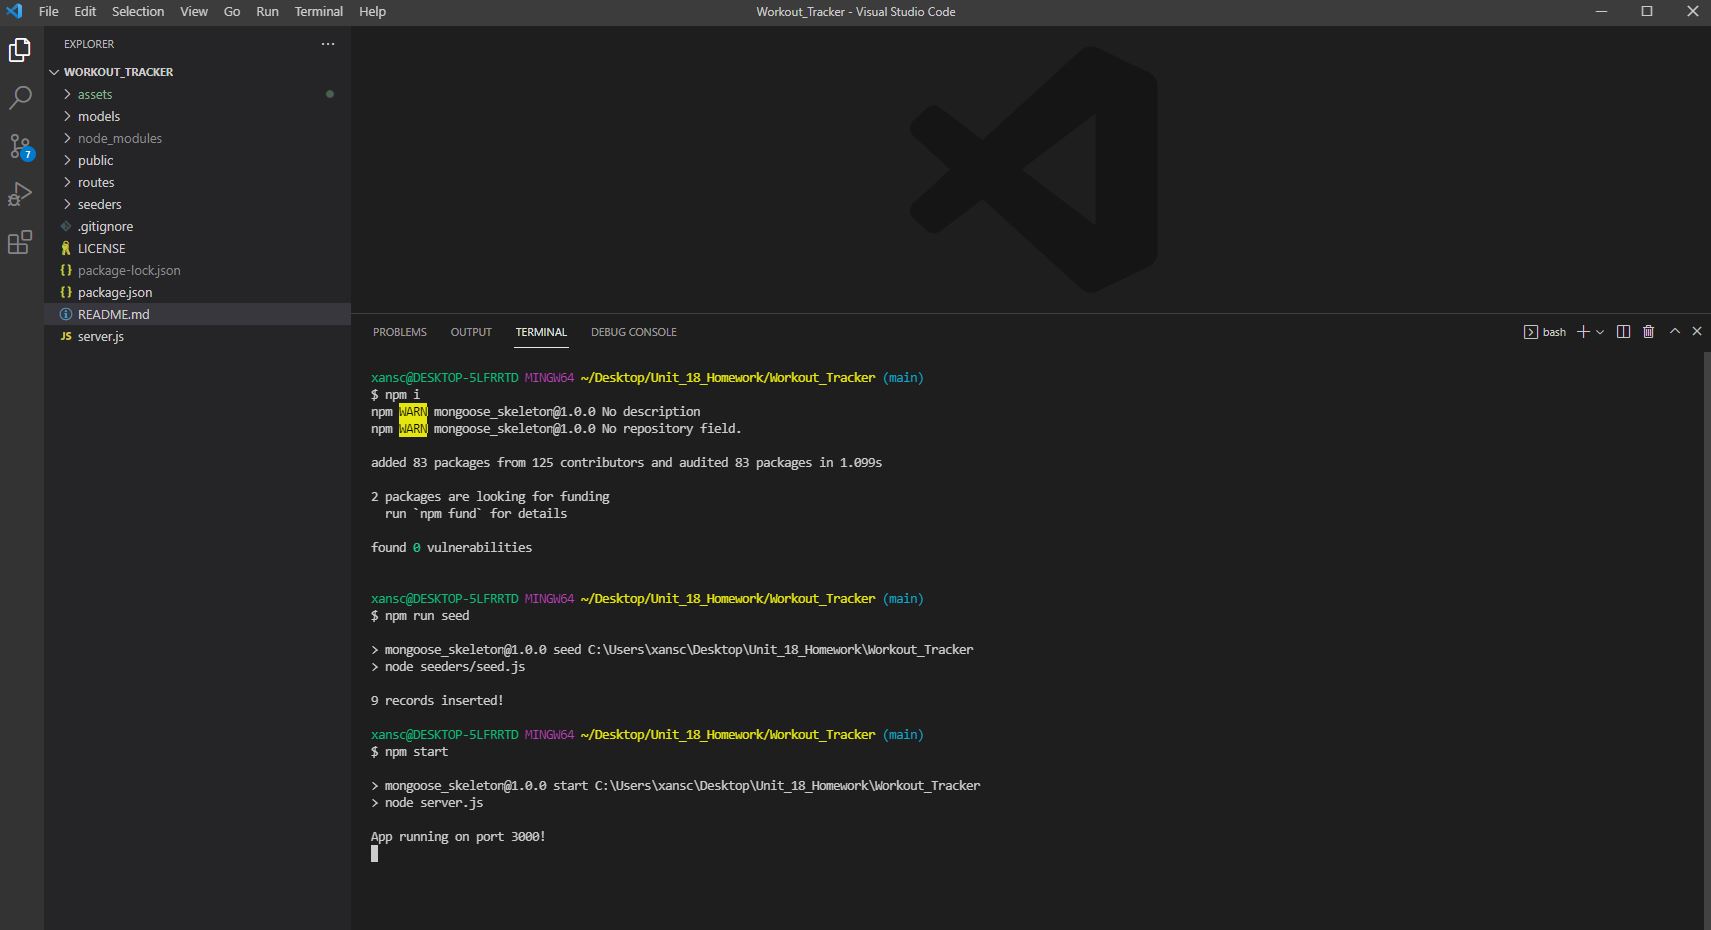 File Edit Selection View Go Run Terminal Help
Workout_Tracker - Visual Studio Code
EXPLORER
WORKOUT_TRACKER
assets
models
node_modules
7
public
routes
seeders
.gitignore
LICENSE
{} package-lock.json
{} package.json
README.md
JS server.js
PROBLEMS OUTPUT TERMINAL DEBUG CONSOLE
bash
xansc@DESKTOP-5LFRRTD MINGW64 ~/Desktop/Unit_18_Homework/Workout_Tracker (main)
$ npm i
npm WARN mongoose_skeleton@1.0.0 No description
npm WARN mongoose_skeleton@1.0.0 No repository field.
added 83 packages from 125 contributors and audited 83 packages in 1.099s
2 packages are looking for funding
run `npm fund` for details
found 0 vulnerabilities
xansc@DESKTOP-5LFRRTD MINGW64 ~/Desktop/Unit_18_Homework/Workout_Tracker (main)
$ npm run seed
> mongoose_skeleton@1.0.0 seed C:\Users\xansc\Desktop\Unit_18_Homework\Workout_Tracker
> node seeders/seed.js
9 records inserted!
xansc@DESKTOP-5LFRRTD MINGW64 ~/Desktop/Unit_18_Homework/Workout_Tracker (main)
$ npm start
> mongoose_skeleton@1.0.0 start C:\Users\xansc\Desktop\Unit_18_Homework\Workout_Tracker
> node server.js
App running on port 3000!